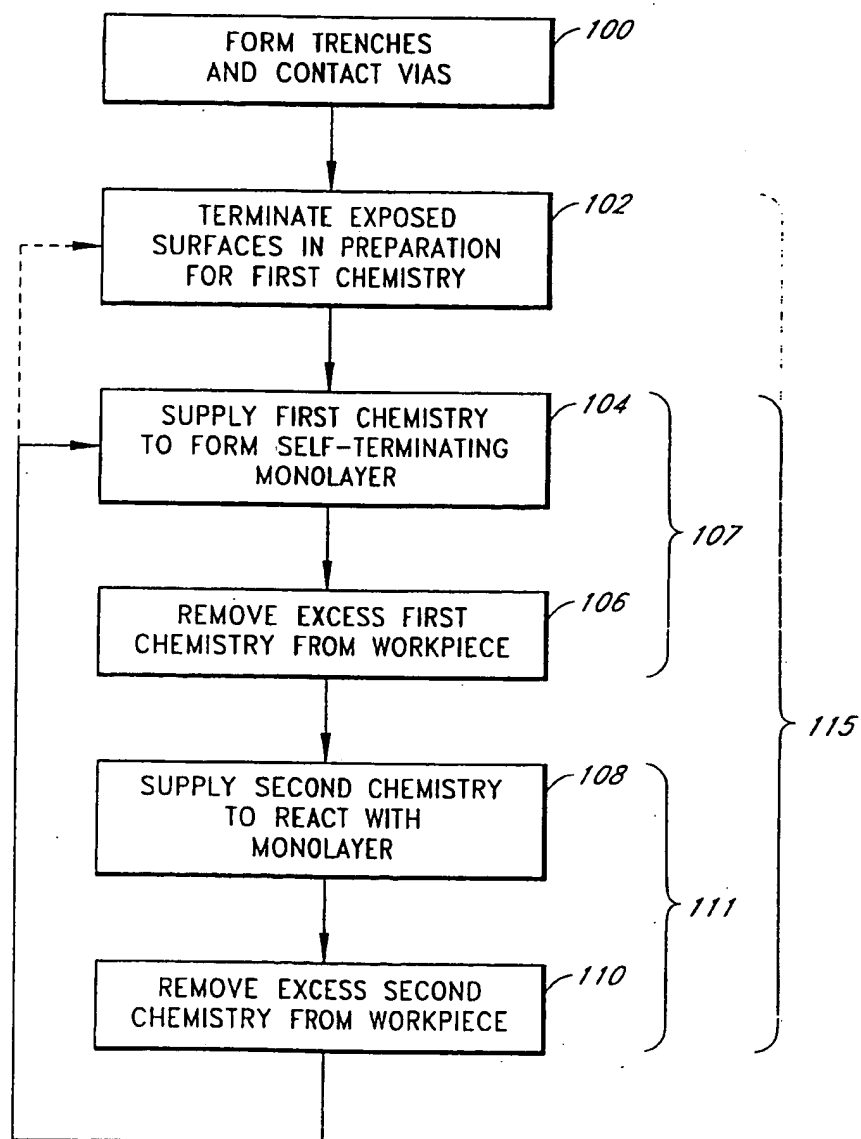 FORM TRENCHES
AND CONTACT VIAS
100
TERMINATE EXPOSED
SURFACES IN PREPARATION
FOR FIRST CHEMISTRY
102
SUPPLY FIRST CHEMISTRY
TO FORM SELF-TERMINATING
MONOLAYER
104
107
REMOVE EXCESS FIRST
CHEMISTRY FROM WORKPIECE
106
115
SUPPLY SECOND CHEMISTRY
TO REACT WITH
MONOLAYER
108
111
REMOVE EXCESS SECOND
CHEMISTRY FROM WORKPIECE
110